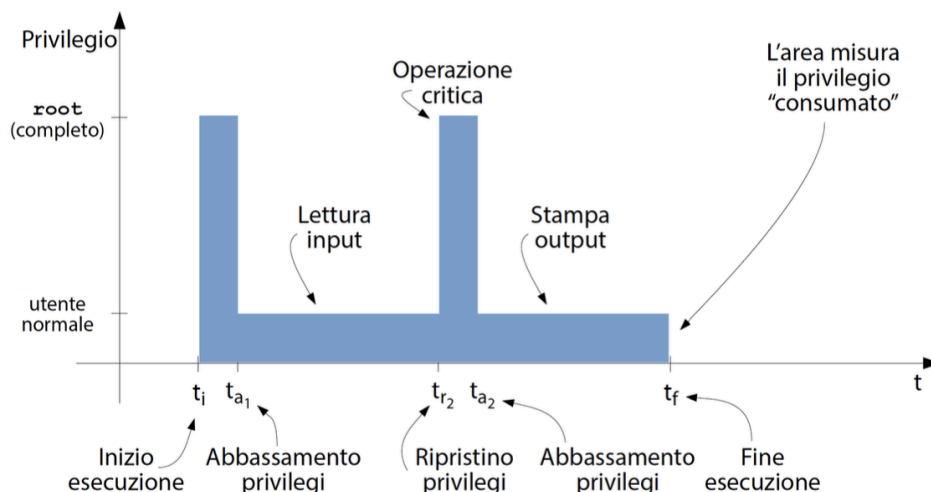 Privilegio
root
(completo)
utente
normale
Operazione
critica
L'area misura
il privilegio
"consumato"
Lettura
input
Stampa
output
t
ti
ta1
tr2
ta2
tf
Inizio
esecuzione
Abbassamento
privilegi
Ripristino
privilegi
Abbassamento
privilegi
Fine
esecuzione